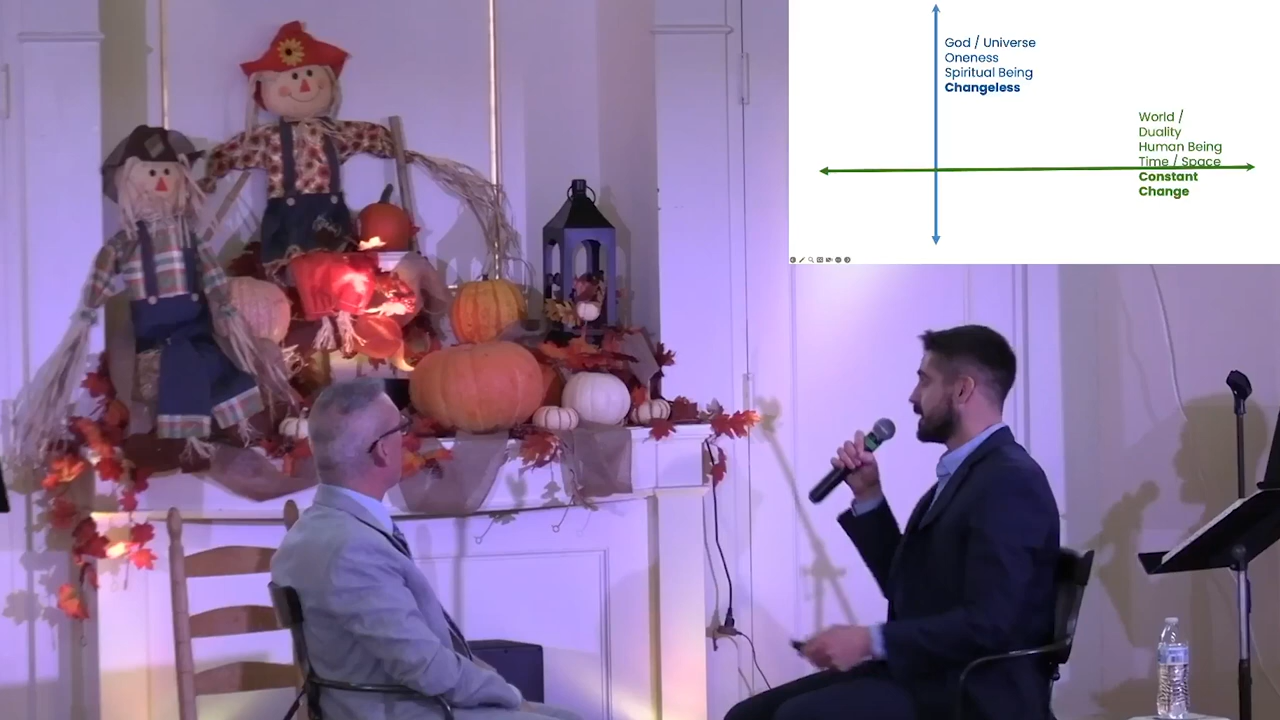 God / Universe
Oneness
Spiritual Being
Changeless
World /
Duality
Human Being
Time / Space
Constant
Change